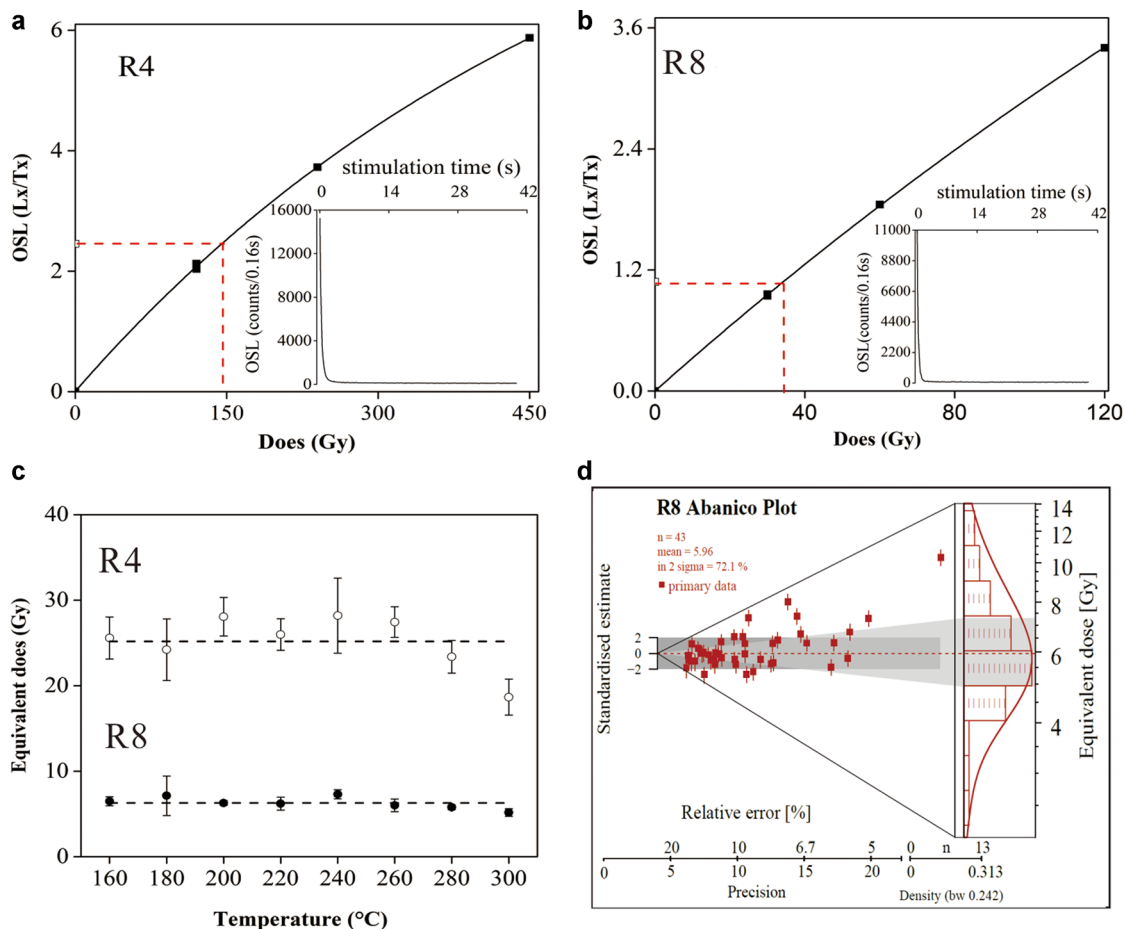 a
R4
OSL (Lx/Tx)
6
4
2
0
0 150 300 450
Does (Gy)
stimulation time (s)
0 14 28 42
OSL (counts/0.16s)
16000
12000
8000
4000
0
b
R8
OSL (Lx/Tx)
3.6
2.4
1.2
0.0
0 40 80 120
Does (Gy)
stimulation time (s)
0 14 28 42
OSL(counts/0.16s)
11000
8800
6600
4400
2200
0
c
R4
R8
Equivalent does (Gy)
40
30
20
10
0
160 180 200 220 240 260 280 300
Temperature (°C)
d
R8 Abanico Plot
n = 43
mean = 5.96
in 2 sigma = 72.1 %
primary data
Standardised estimate
2
0
−2
Equivalent dose [Gy]
14
12
10
8
6
4
Relative error [%]
20 10 6.7 5
0 5 10 15 20
Precision
0 n 13
0 0.313
Density (bw 0.242)